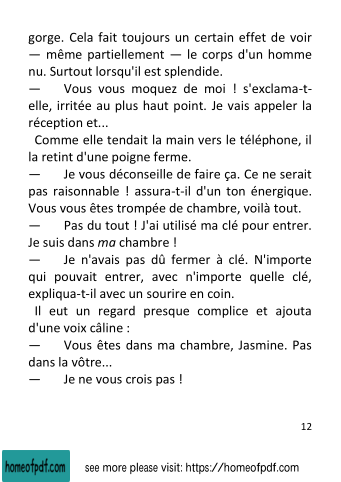 gorge. Cela fait toujours un certain effet de voir
— même partiellement — le corps d'un homme
nu. Surtout lorsqu'il est splendide.
— Vous vous moquez de moi ! s'exclama-t-
elle, irritée au plus haut point. Je vais appeler la
réception et...
Comme elle tendait la main vers le téléphone, il
la retint d'une poigne ferme.
— Je vous déconseille de faire ça. Ce ne serait
pas raisonnable ! assura-t-il d'un ton énergique.
Vous vous êtes trompée de chambre, voilà tout.
— Pas du tout ! J'ai utilisé ma clé pour entrer.
Je suis dans ma chambre !
— Je n'avais pas dû fermer à clé. N'importe
qui pouvait entrer, avec n'importe quelle clé,
expliqua-t-il avec un sourire en coin.
Il eut un regard presque complice et ajouta
d'une voix câline :
— Vous êtes dans ma chambre, Jasmine. Pas
dans la vôtre...
— Je ne vous crois pas !
12
homeofpdf.com
see more please visit: https://homeofpdf.com